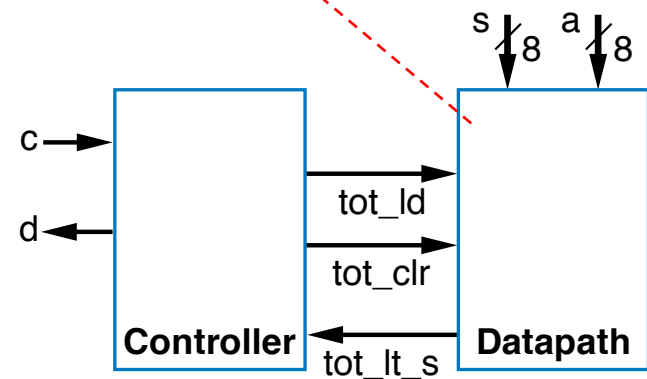 s
a
8
8
c
tot_ld
d
tot_clr
Controller
Datapath
tot_lt_s